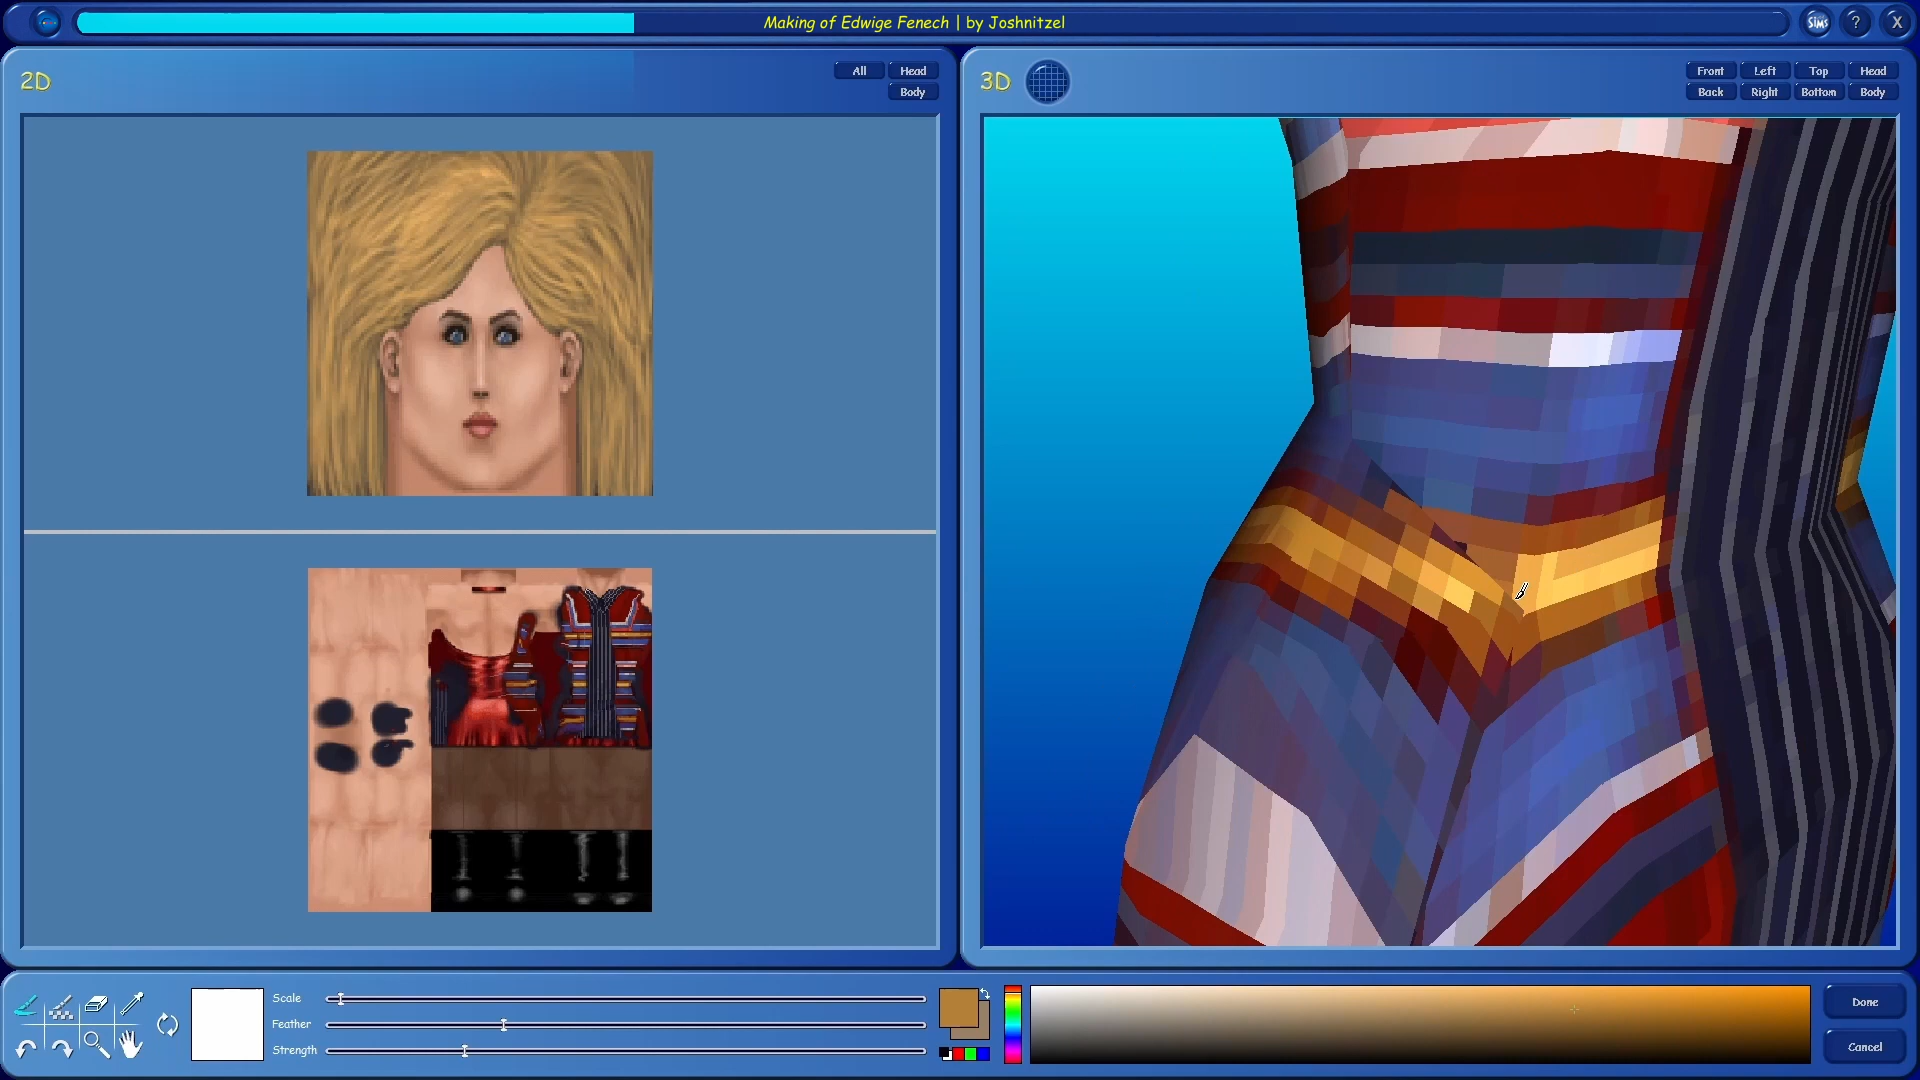 Making of Edwige Fenech | by Joshnitzel
SiMS
?
X
2D
All
Head
Body
3D
Front
Left
Top
Head
Back
Right
Bottom
Body
Scale
Feather
Strength
Done
Cancel